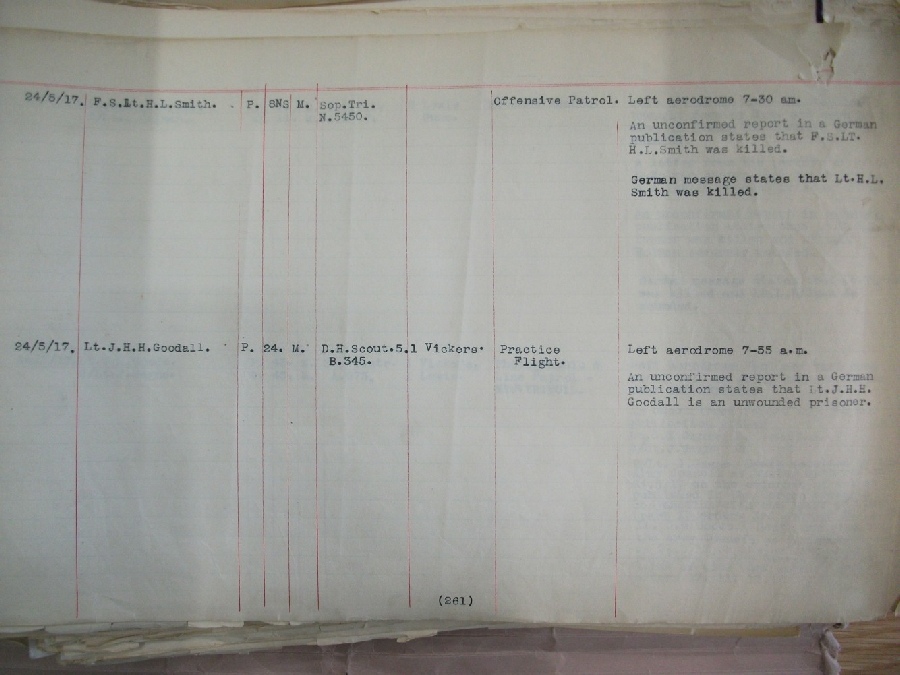 24/5/17. F.S.Lt.H.L.Smith. P. 8NS M. Sop.Tri. Offensive Patrol. Left aerodrome 7-30 am.
N.5450.
An unconfirmed report in a German
publication states that F.S.LT.
H.L.Smith was killed.
German message states that Lt.H.L.
Smith was killed.
24/5/17. Lt.J.H.H.Goodall. P. 24. M. D.H.Scout.5.1 Vickers. Practice Left aerodrome 7-55 a.m.
B.345. Flight.
An unconfirmed report in a German
publication states that Lt.J.H.H.
Goodall is an unwounded prisoner.
(261)